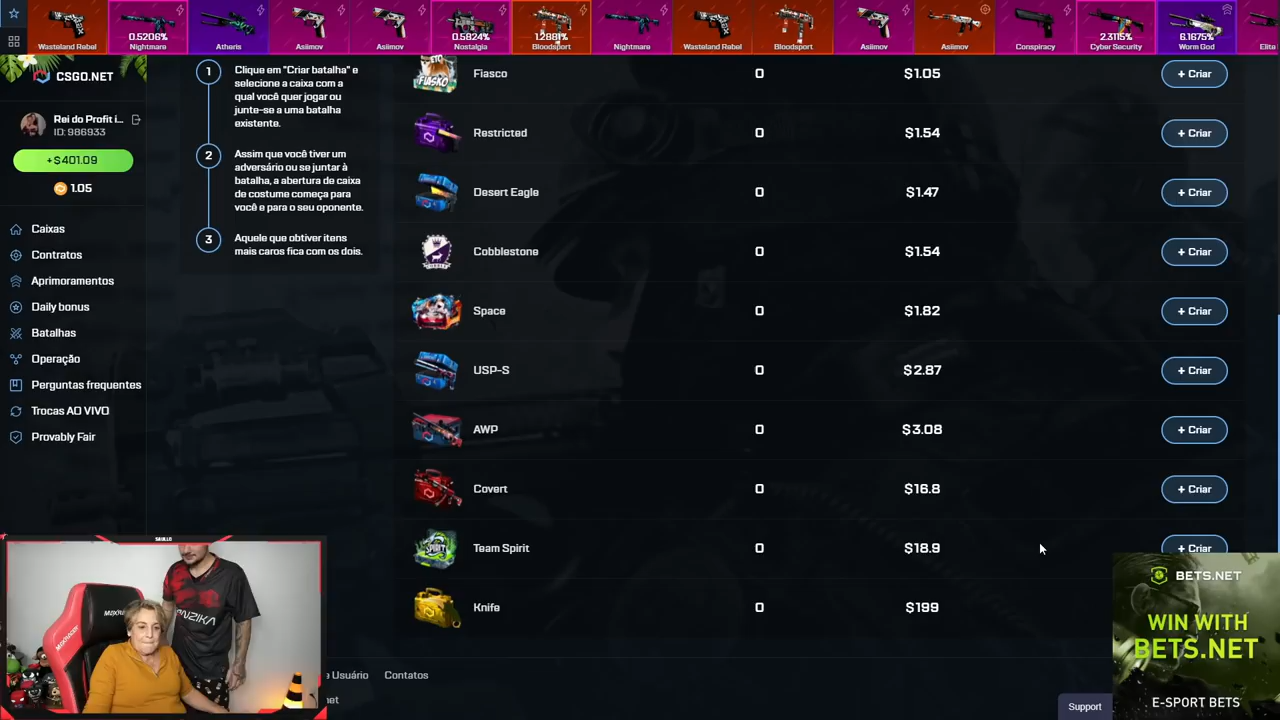 Wasteland Rebel
0.5206%
Nightmare
Atheris
Asiimov
Asiimov
0.5824%
Nostalgia
1.2881%
Bloodsport
Nightmare
Wasteland Rebel
Bloodsport
Asiimov
Asiimov
Conspiracy
2.3115%
Cyber Security
6.1675%
Worm God
Elite
CSGO.NET
Rei do Profit i...
ID: 986933
+$401.09
1.05
Caixas
Contratos
Aprimoramentos
Daily bonus
Batalhas
Operação
Perguntas frequentes
Trocas AO VIVO
Provably Fair
1
Clique em "Criar batalha" e
selecione a caixa com a
qual você quer jogar ou
junte-se a uma batalha
existente.
2
Assim que você tiver um
adversário ou se juntar à
batalha, a abertura de caixa
de costume começa para
você e para o seu oponente.
3
Aquele que obtiver itens
mais caros fica com os dois.
Fiasco 0 $1.05 + Criar
Restricted 0 $1.54 + Criar
Desert Eagle 0 $1.47 + Criar
Cobblestone 0 $1.54 + Criar
Space 0 $1.82 + Criar
USP-S 0 $2.87 + Criar
AWP 0 $3.08 + Criar
Covert 0 $16.8 + Criar
Team Spirit 0 $18.9 + Criar
Knife 0 $199
e Usuário Contatos
net
Support
BETS.NET
WIN WITH
BETS.NET
E-SPORT BETS